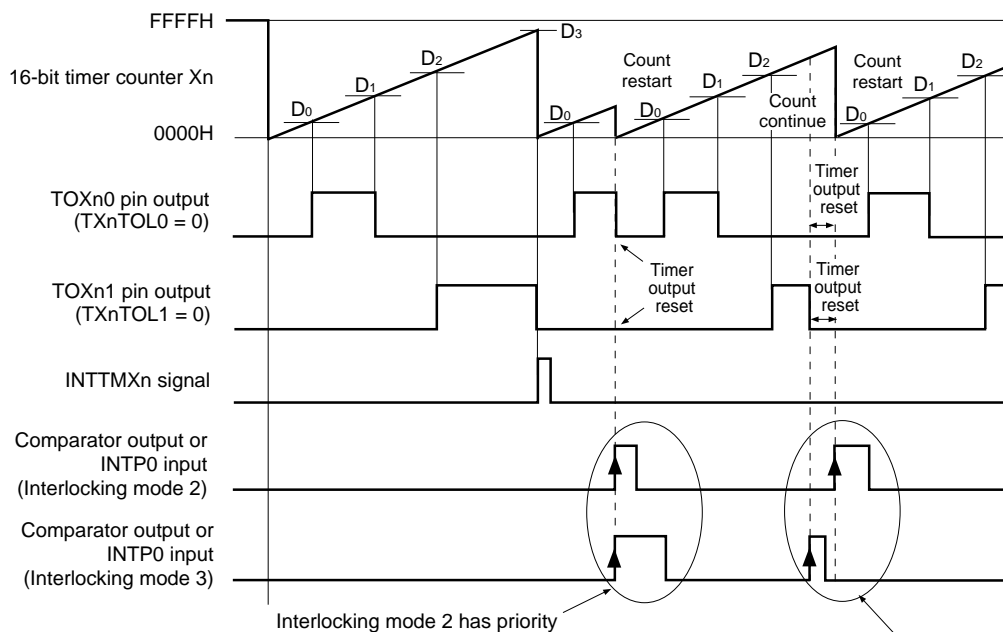 FFFFH
16-bit timer counter Xn
0000H
D0
D1
D2
D3
D0
Count
restart
D0
D1
D2
Count
continue
Count
restart
D0
D1
D2
TOXn0 pin output
(TXnTOL0 = 0)
Timer
output
reset
TOXn1 pin output
(TXnTOL1 = 0)
Timer
output
reset
Timer
output
reset
INTTMXn signal
Comparator output or
INTP0 input
(Interlocking mode 2)
Comparator output or
INTP0 input
(Interlocking mode 3)
Interlocking mode 2 has priority